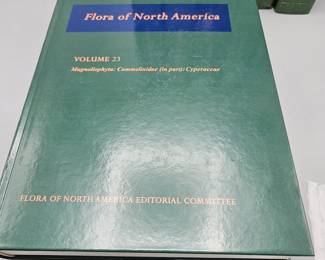 Flora of North America
VOLUME 23
Magnoliophyta: Commelinidae (in part): Cyperaceae
FLORA OF NORTH AMERICA EDITORIAL COMMITTEE